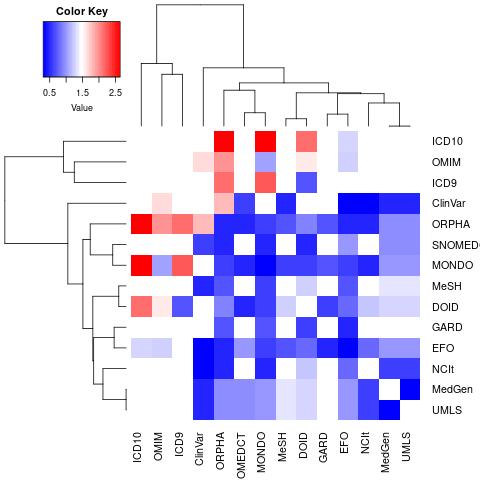 Color Key
0.5 1.5 2.5
Value
ICD10
OMIM
ICD9
ClinVar
ORPHA
SNOMED
MONDO
MeSH
DOID
GARD
EFO
NCIt
MedGen
UMLS
ICD10 OMIM ICD9 ClinVar ORPHA OMEDCT MONDO MeSH DOID GARD EFO NCIt MedGen UMLS